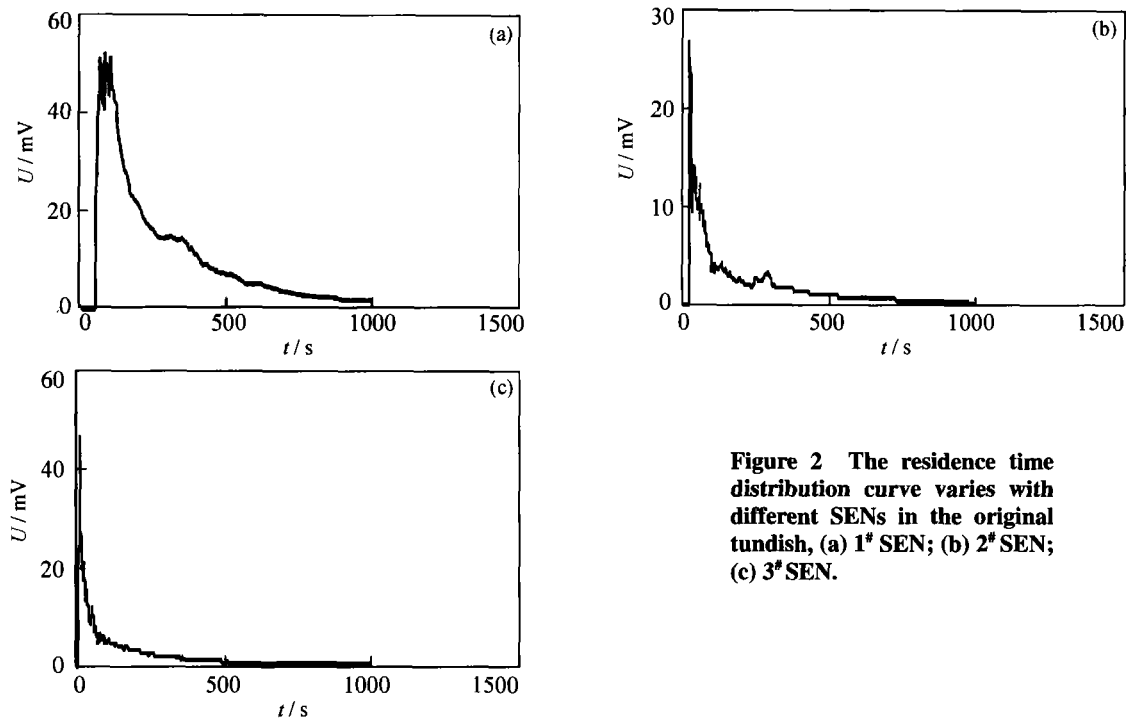 (a)
60
40
20
0
U / mV
0 500 1000 1500
t / s
(b)
30
20
10
0
U / mV
0 500 1000 1500
t / s
(c)
60
40
20
0
U / mV
0 500 1000 1500
t / s
Figure 2 The residence time
distribution curve varies with
different SENs in the original
tundish, (a) 1# SEN; (b) 2# SEN;
(c) 3# SEN.